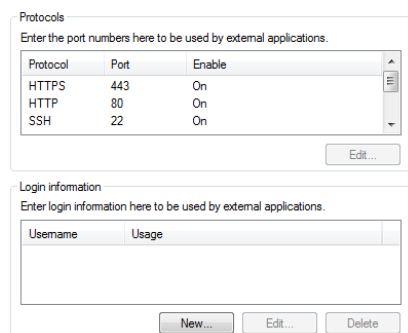 Protocols
Enter the port numbers here to be used by external applications.
Protocol Port Enable
HTTPS 443 On
HTTP 80 On
SSH 22 On
Edit...
Login information
Enter login information here to be used by external applications.
Username Usage
New... Edit... Delete